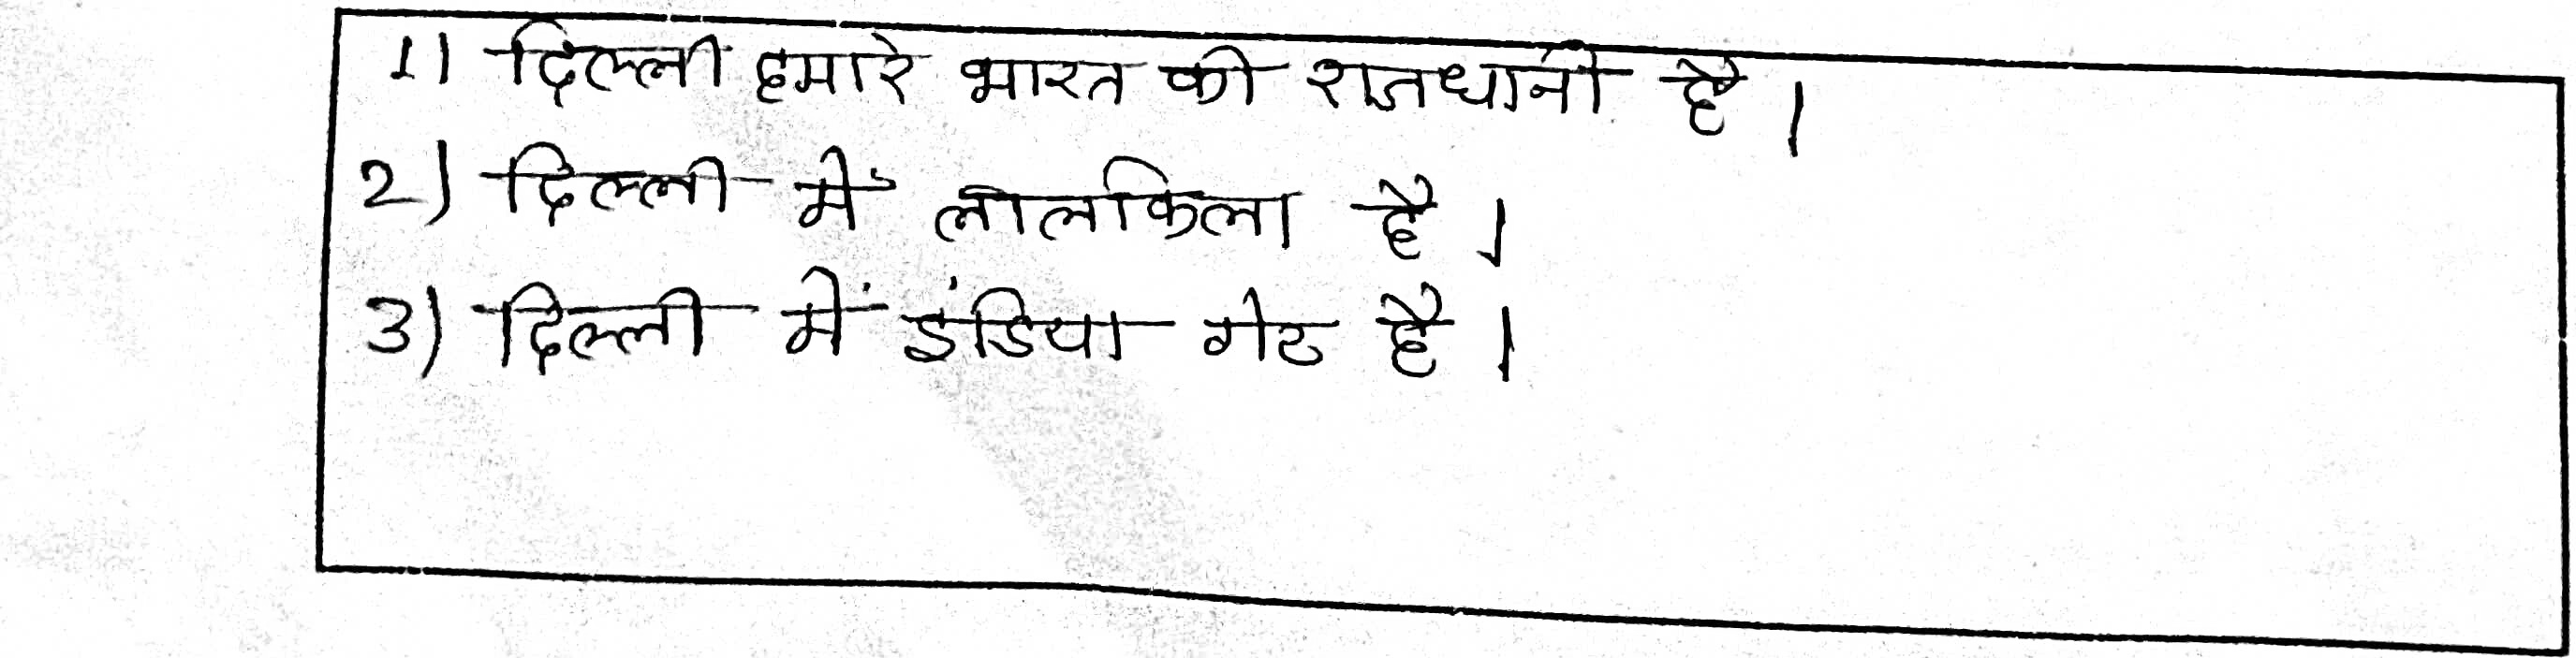 1) दिल्ली हमारे भारत की राजधानी है।
2) दिल्ली में लालकिला है।
3) दिल्ली में इंडिया गेट है।